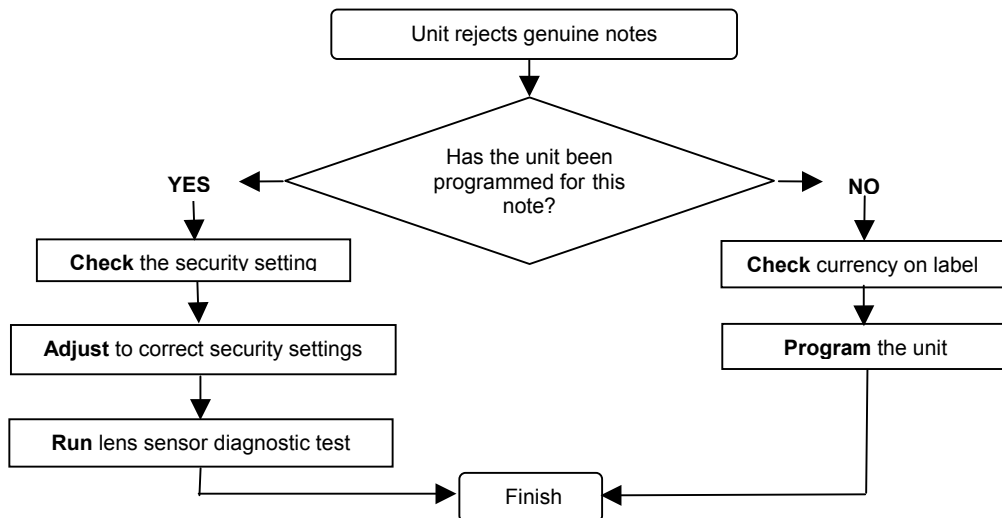 Unit rejects genuine notes
Has the unit been
programmed for this
note?
YES
NO
Check the security setting
Check currency on label
Adjust to correct security settings
Program the unit
Run lens sensor diagnostic test
Finish